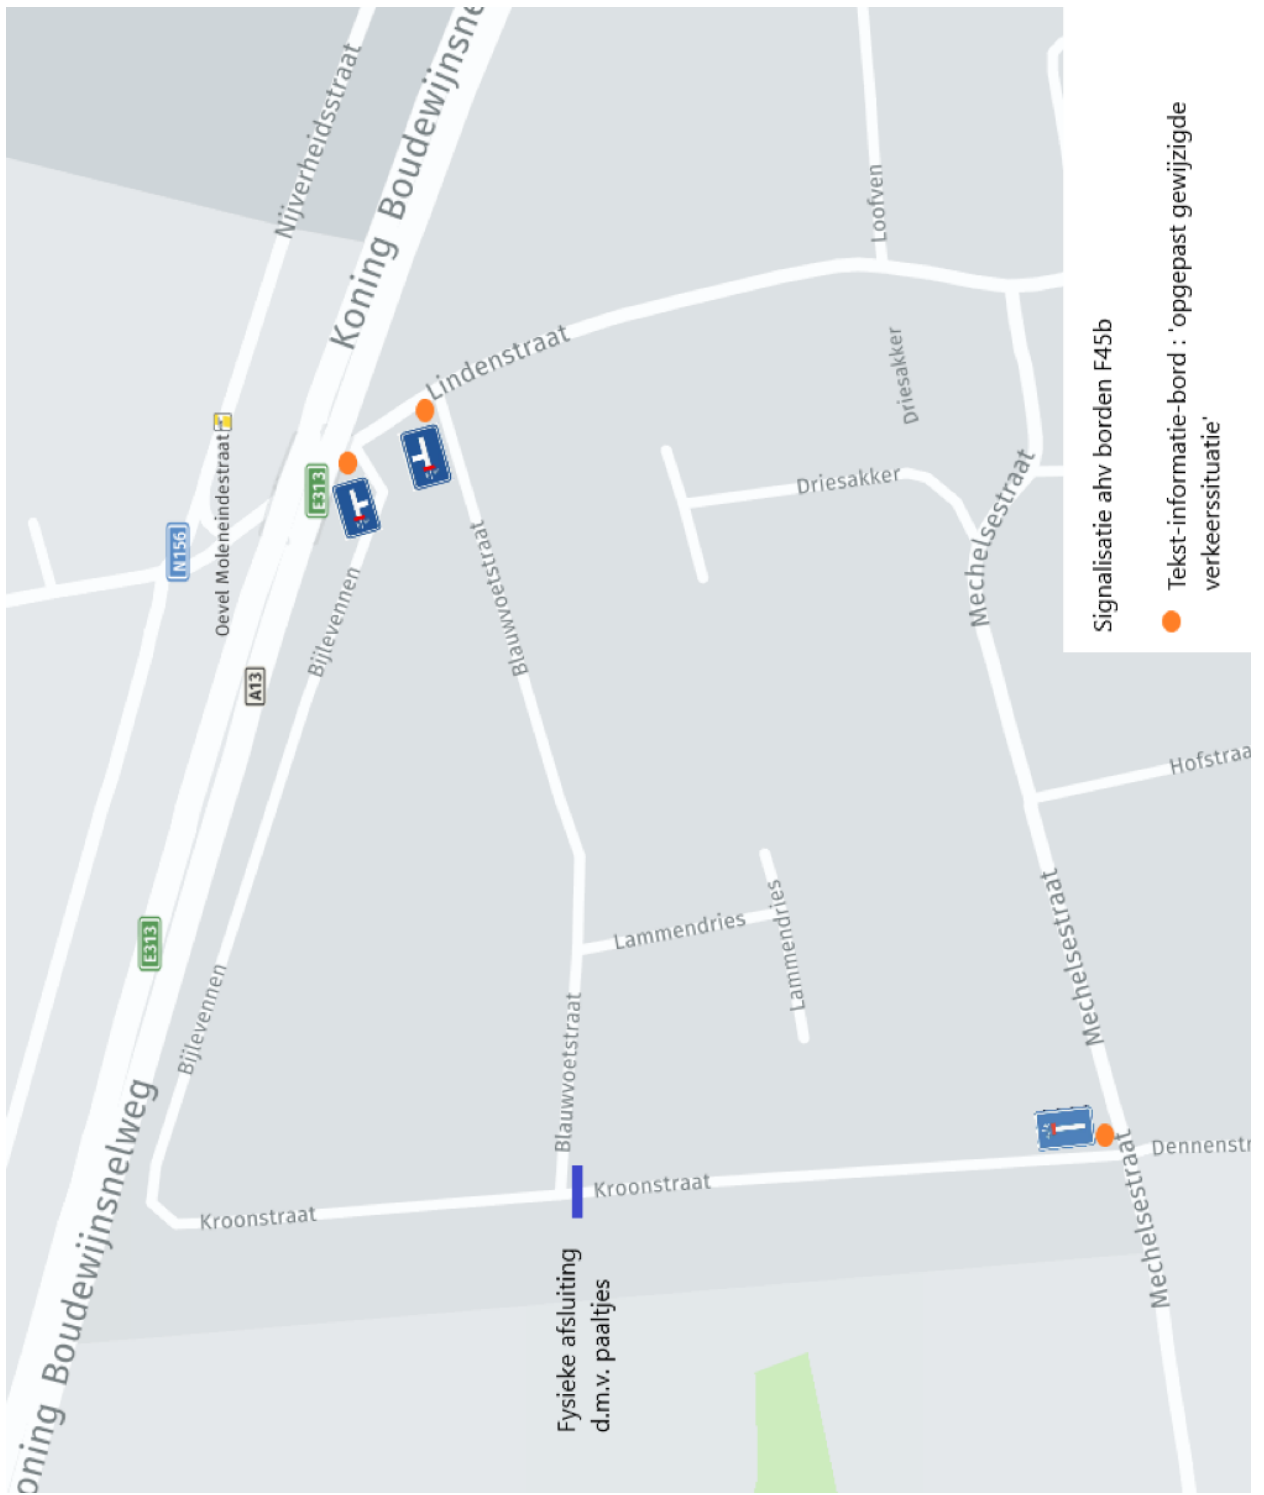 Nijverheidsstraat
Koning Boudewijnsne
Loofven
Signalisatie ahv borden F45b
Tekst-informatie-bord : 'opgepast gewijzigde
verkeerssituatie'
Lindenstraat
Driesakker
Driesakker
Oevel Moleneindestraat
N156
E313
Bijlevennen
Blauwvoetstraat
Mechelsestraat
A13
Hofstraa
E313
Lammendries
Lammendries
Mechelsestraat
Bijlevennen
Blauwvoetstraat
oning Boudewijnsnelweg
Kroonstraat
Kroonstraat
Dennenstr
Mechelsestraat
Fysieke afsluiting
d.m.v. paaltjes